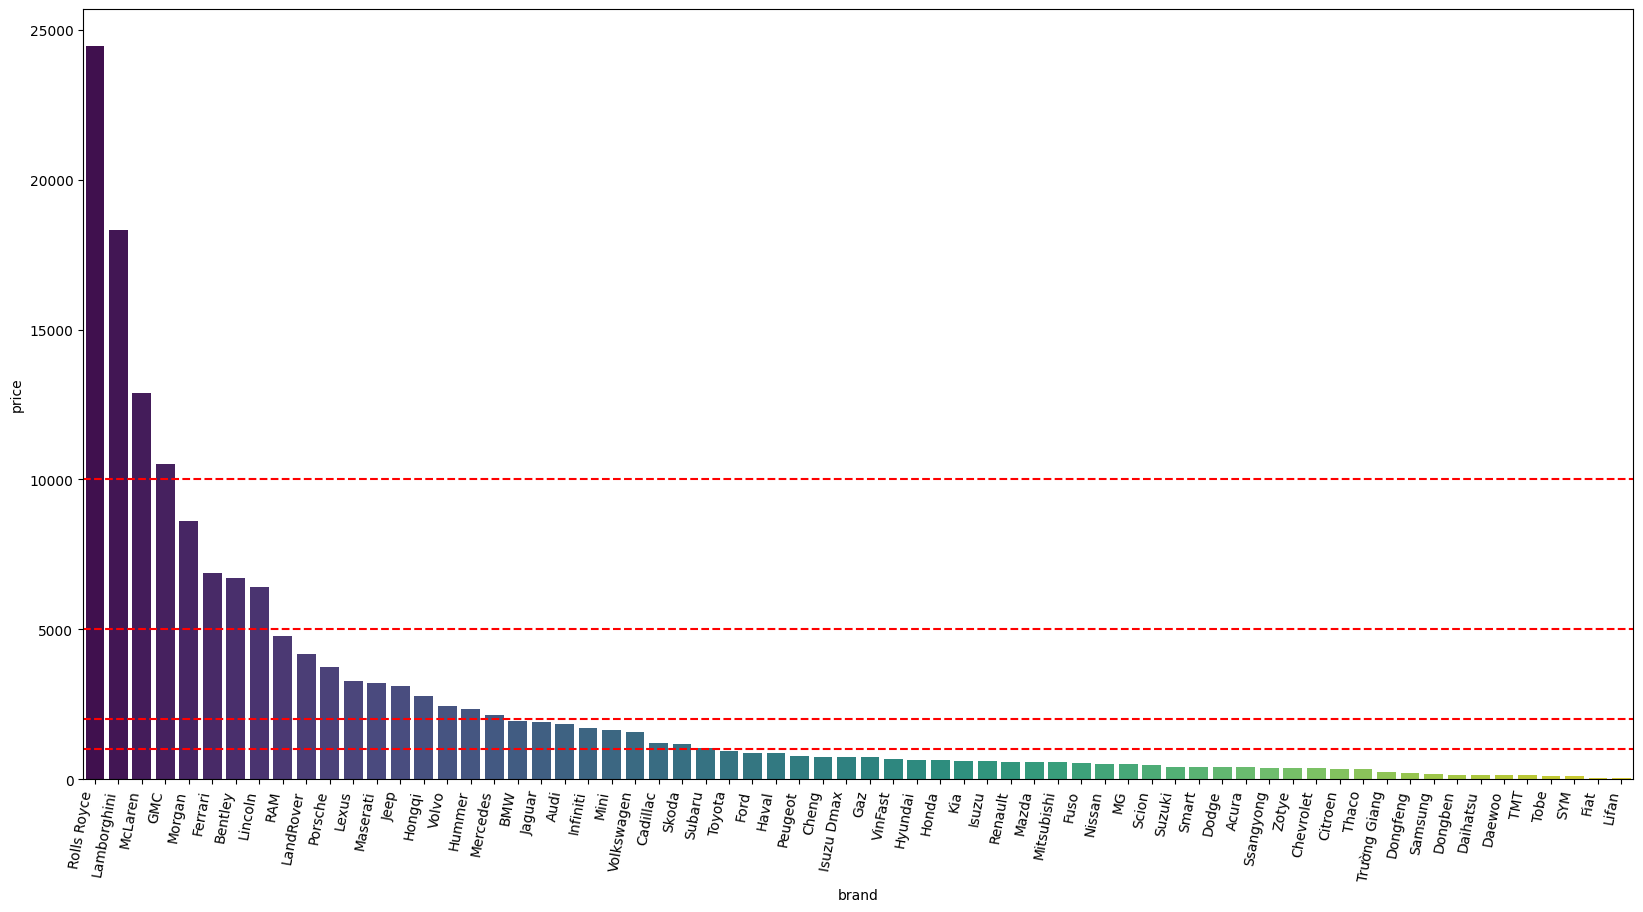 25000
20000
15000
10000
5000
0
price
Rolls Royce
Lamborghini
McLaren
GMC
Morgan
Ferrari
Bentley
Lincoln
RAM
LandRover
Porsche
Lexus
Maserati
Jeep
Hongqi
Volvo
Hummer
Mercedes
BMW
Jaguar
Audi
Infiniti
Mini
Volkswagen
Cadillac
Skoda
Subaru
Toyota
Ford
Haval
Peugeot
Cheng
Isuzu Dmax
Gaz
VinFast
Hyundai
Honda
Kia
Isuzu
Renault
Mazda
Mitsubishi
Fuso
Nissan
MG
Scion
Suzuki
Smart
Dodge
Acura
Ssangyong
Zotye
Chevrolet
Citroen
Thaco
Trường Giang
Dongfeng
Samsung
Dongben
Daihatsu
Daewoo
TMT
Tobe
SYM
Fiat
Lifan
brand